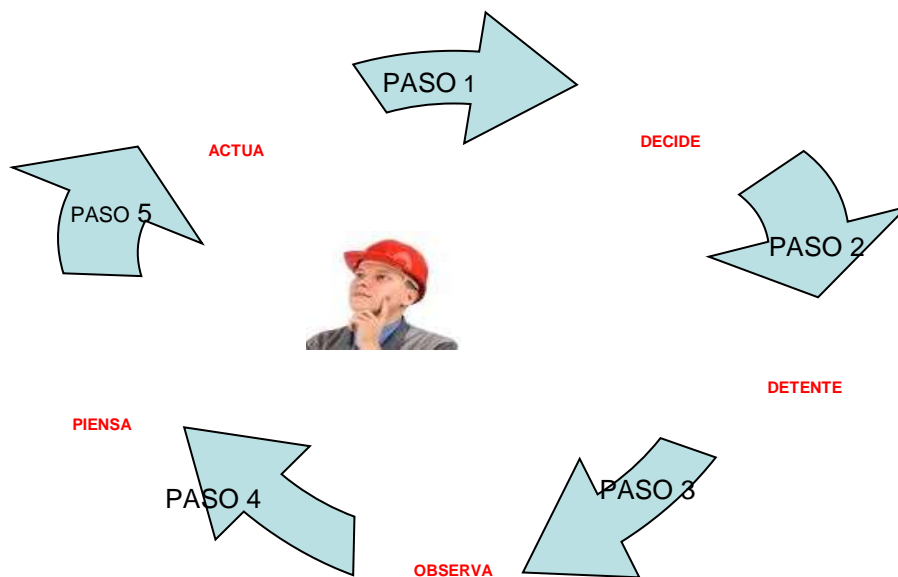 PASO 1
DECIDE
PASO 2
DETENTE
PASO 3
OBSERVA
PASO 4
PIENSA
PASO 5
ACTUA